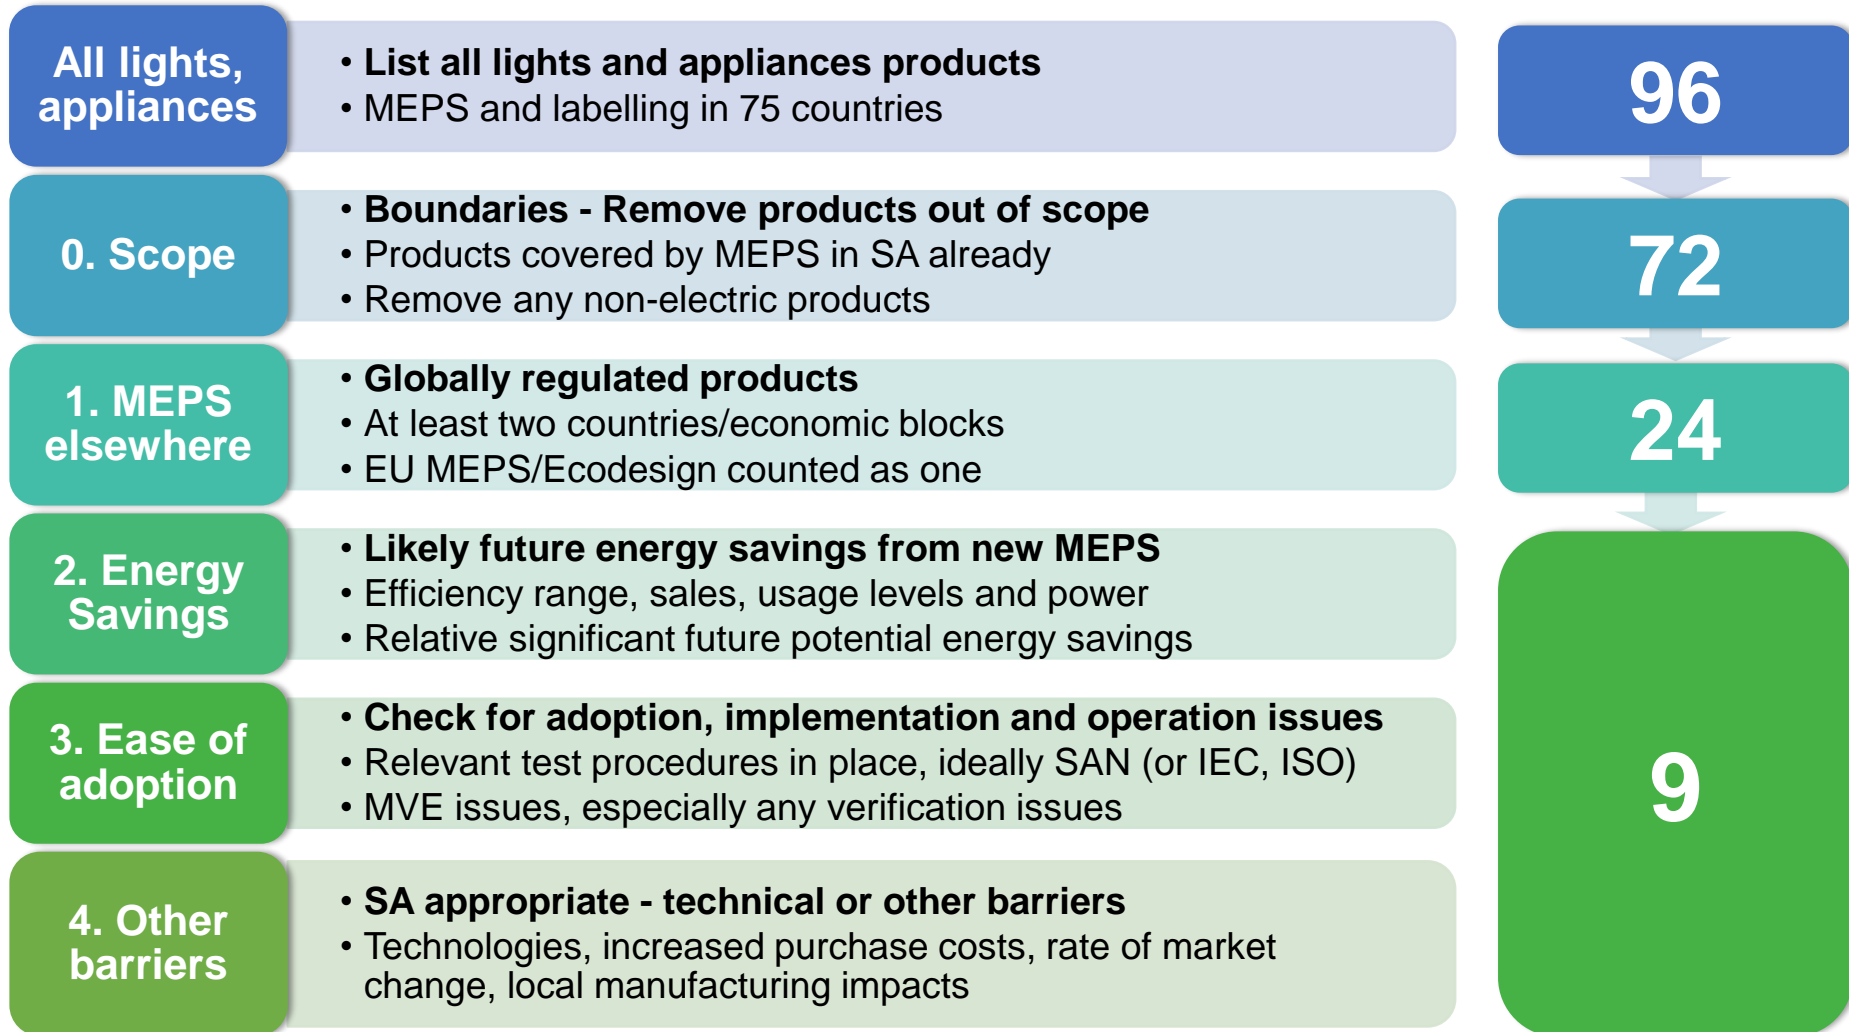 All lights,
appliances
• List all lights and appliances products
• MEPS and labelling in 75 countries
96
0. Scope
• Boundaries - Remove products out of scope
• Products covered by MEPS in SA already
• Remove any non-electric products
72
1. MEPS
elsewhere
• Globally regulated products
• At least two countries/economic blocks
• EU MEPS/Ecodesign counted as one
24
2. Energy
Savings
• Likely future energy savings from new MEPS
• Efficiency range, sales, usage levels and power
• Relative significant future potential energy savings
3. Ease of
adoption
• Check for adoption, implementation and operation issues
• Relevant test procedures in place, ideally SAN (or IEC, ISO)
• MVE issues, especially any verification issues
9
4. Other
barriers
• SA appropriate - technical or other barriers
• Technologies, increased purchase costs, rate of market
change, local manufacturing impacts